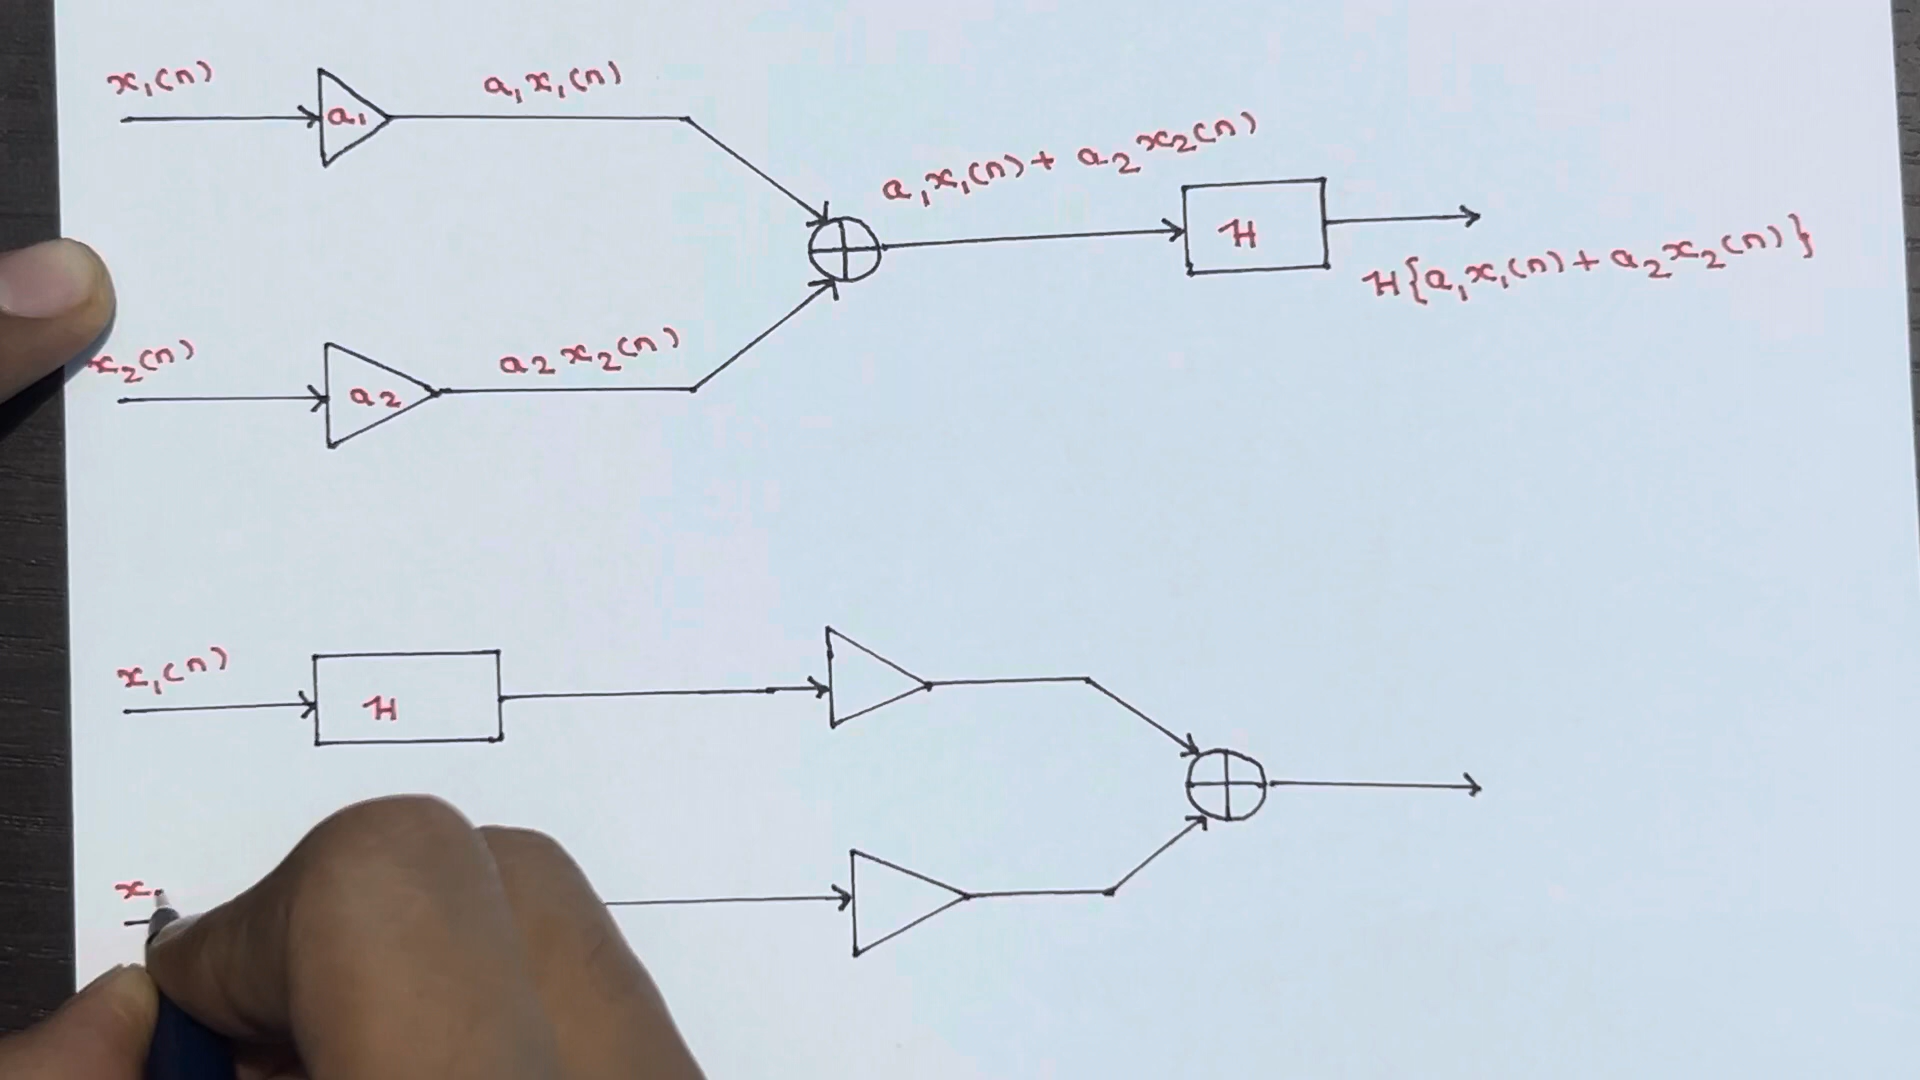 x₁(n)
a₁
a₁x₁(n)
a₁x₁(n) + a₂x₂(n)
H
H{a₁x₁(n) + a₂x₂(n)}
x₂(n)
a₂
a₂x₂(n)
x₁(n)
H
x